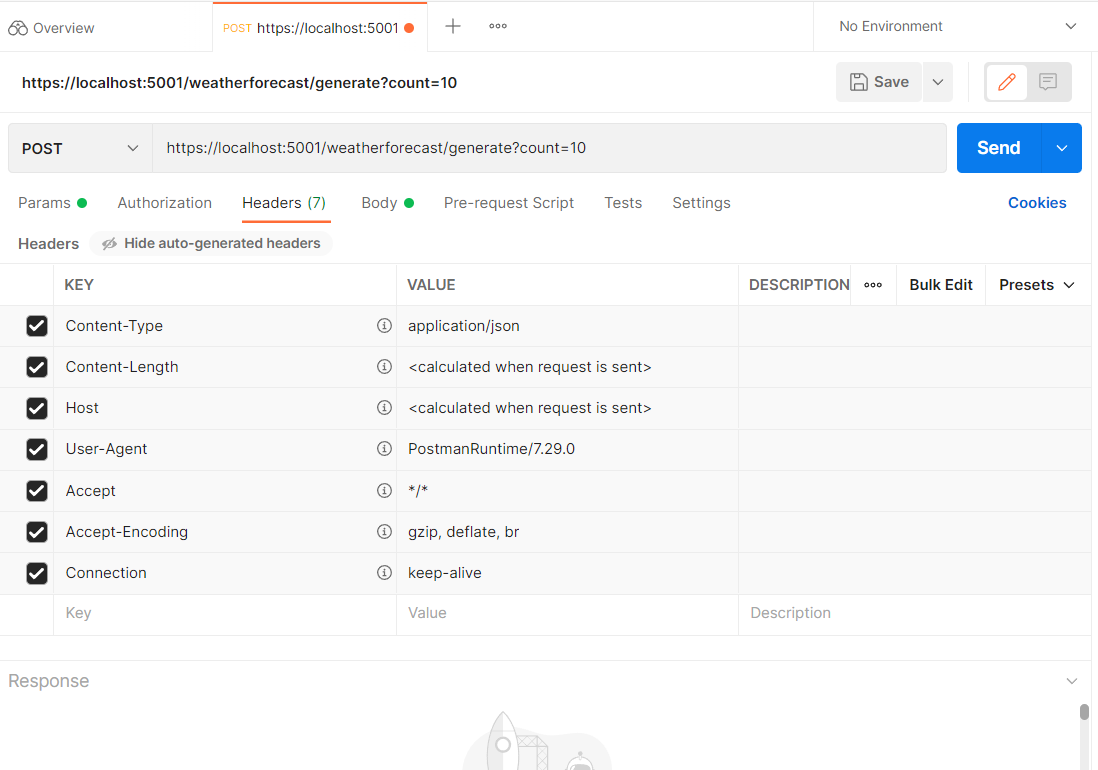 Overview
POST https://localhost:5001
No Environment
https://localhost:5001/weatherforecast/generate?count=10
Save
POST
https://localhost:5001/weatherforecast/generate?count=10
Send
Params Authorization Headers (7) Body Pre-request Script Tests Settings Cookies
Headers Hide auto-generated headers
KEY VALUE DESCRIPTION Bulk Edit Presets
Content-Type application/json
Content-Length <calculated when request is sent>
Host <calculated when request is sent>
User-Agent PostmanRuntime/7.29.0
Accept */*
Accept-Encoding gzip, deflate, br
Connection keep-alive
Key Value Description
Response